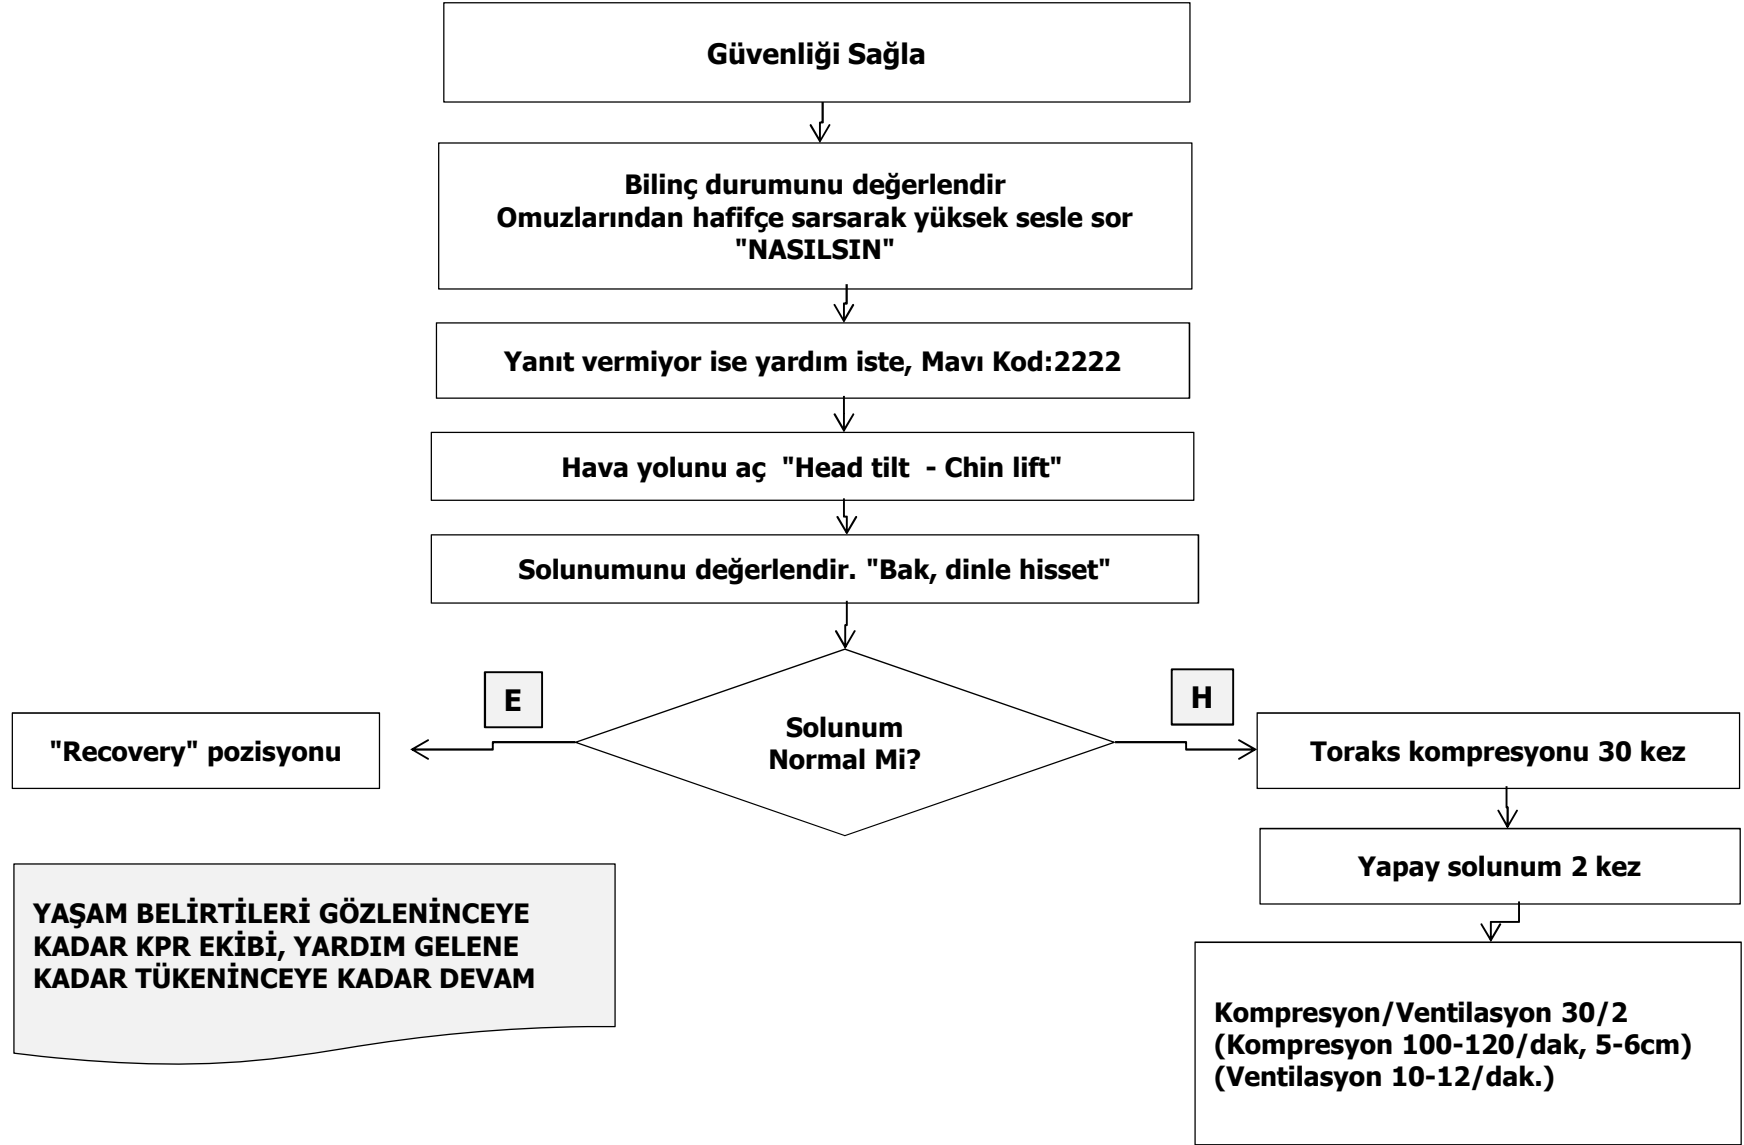 Güvenliği Sağla
Bilinç durumunu değerlendir
Omuzlarından hafifçe sarsarak yüksek sesle sor
"NASILSIN"
Yanıt vermiyor ise yardım iste, Mavı Kod:2222
Hava yolunu aç "Head tilt - Chin lift"
Solunumunu değerlendir. "Bak, dinle hisset"
E
H
Solunum
Normal Mi?
"Recovery" pozisyonu
Toraks kompresyonu 30 kez
Yapay solunum 2 kez
YAŞAM BELİRTİLERİ GÖZLENİNCEYE
KADAR KPR EKİBİ, YARDIM GELENE
KADAR TÜKENİNCEYE KADAR DEVAM
Kompresyon/Ventilasyon 30/2
(Kompresyon 100-120/dak, 5-6cm)
(Ventilasyon 10-12/dak.)